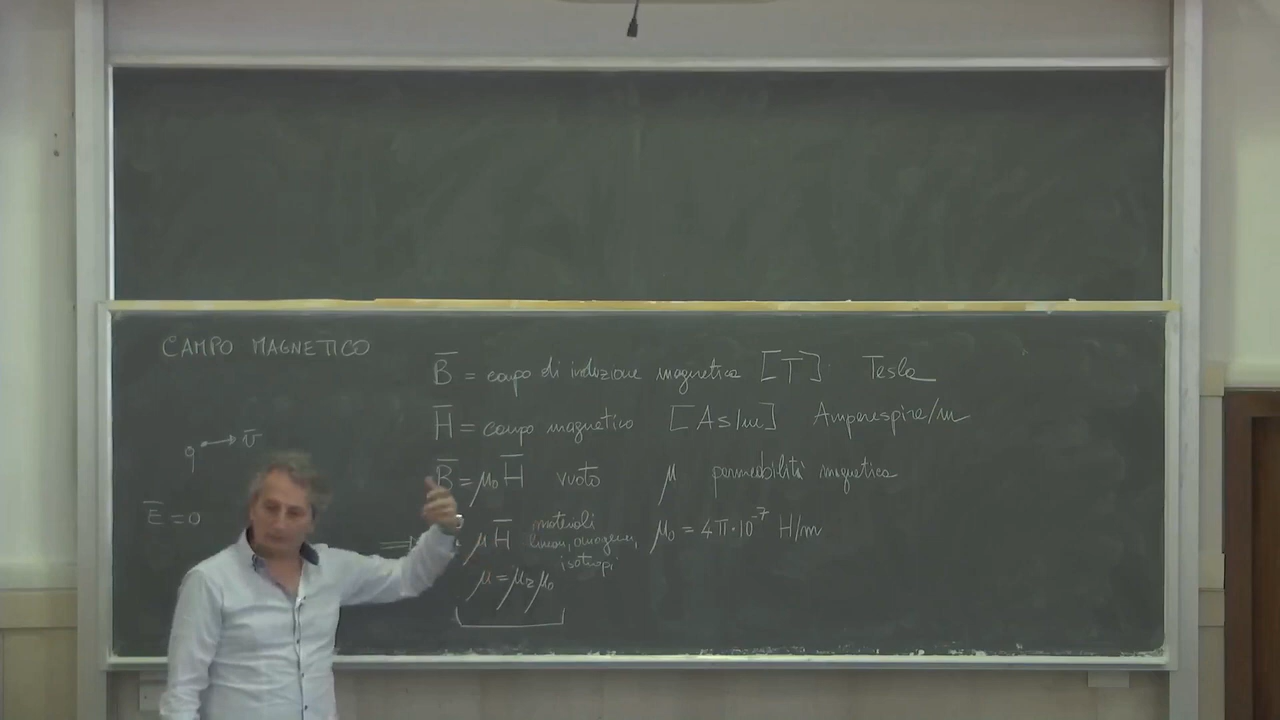 CAMPO MAGNETICO
B̅ = campo di induzione magnetica [T]: Tesla
H̅ = campo magnetico [As/m] Amperespire/m
q v̅
B̅ = μ₀ H̅ vuoto μ permeabilità magnetica
E̅ = 0
μ H̅ materiali lineari, omogenei, isotropi
μ₀ = 4π·10⁻⁷ H/m
μ = μᵣ μ₀